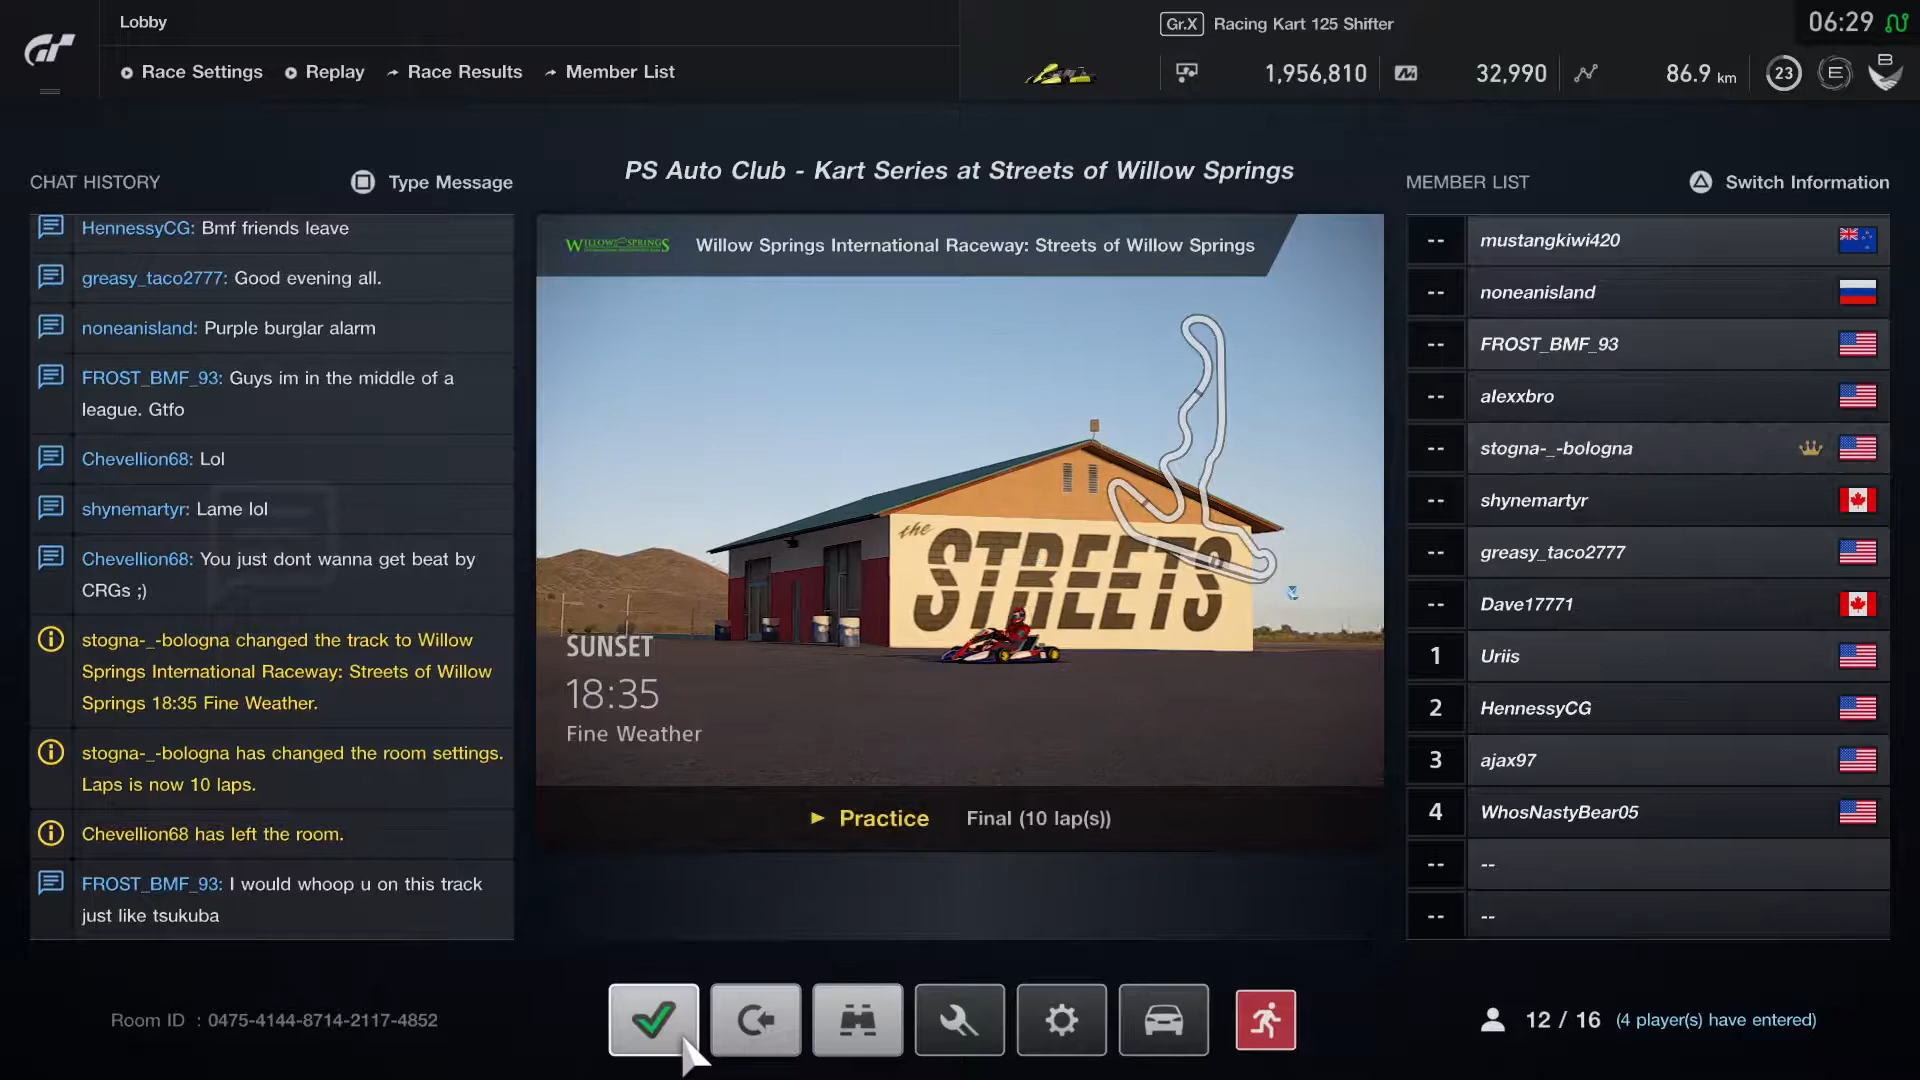 Lobby
Race Settings
Replay
Race Results
Member List
Gr.X Racing Kart 125 Shifter
06:29
1,956,810
32,990
86.9 km
23
E
B
CHAT HISTORY
Type Message
HennessyCG: Bmf friends leave
greasy_taco2777: Good evening all.
noneanisland: Purple burglar alarm
FROST_BMF_93: Guys im in the middle of a
league. Gtfo
Chevellion68: Lol
shynemartyr: Lame lol
Chevellion68: You just dont wanna get beat by
CRGs ;)
stogna-_-bologna changed the track to Willow
Springs International Raceway: Streets of Willow
Springs 18:35 Fine Weather.
stogna-_-bologna has changed the room settings.
Laps is now 10 laps.
Chevellion68 has left the room.
FROST_BMF_93: I would whoop u on this track
just like tsukuba
PS Auto Club - Kart Series at Streets of Willow Springs
WILLOW SPRINGS
Willow Springs International Raceway: Streets of Willow Springs
the
STREETS
SUNSET
18:35
Fine Weather
Practice
Final (10 lap(s))
MEMBER LIST
Switch Information
-- mustangkiwi420
-- noneanisland
-- FROST_BMF_93
-- alexxbro
-- stogna-_-bologna
-- shynemartyr
-- greasy_taco2777
-- Dave17771
1 Uriis
2 HennessyCG
3 ajax97
4 WhosNastyBear05
-- --
-- --
Room ID : 0475-4144-8714-2117-4852
12 / 16 (4 player(s) have entered)